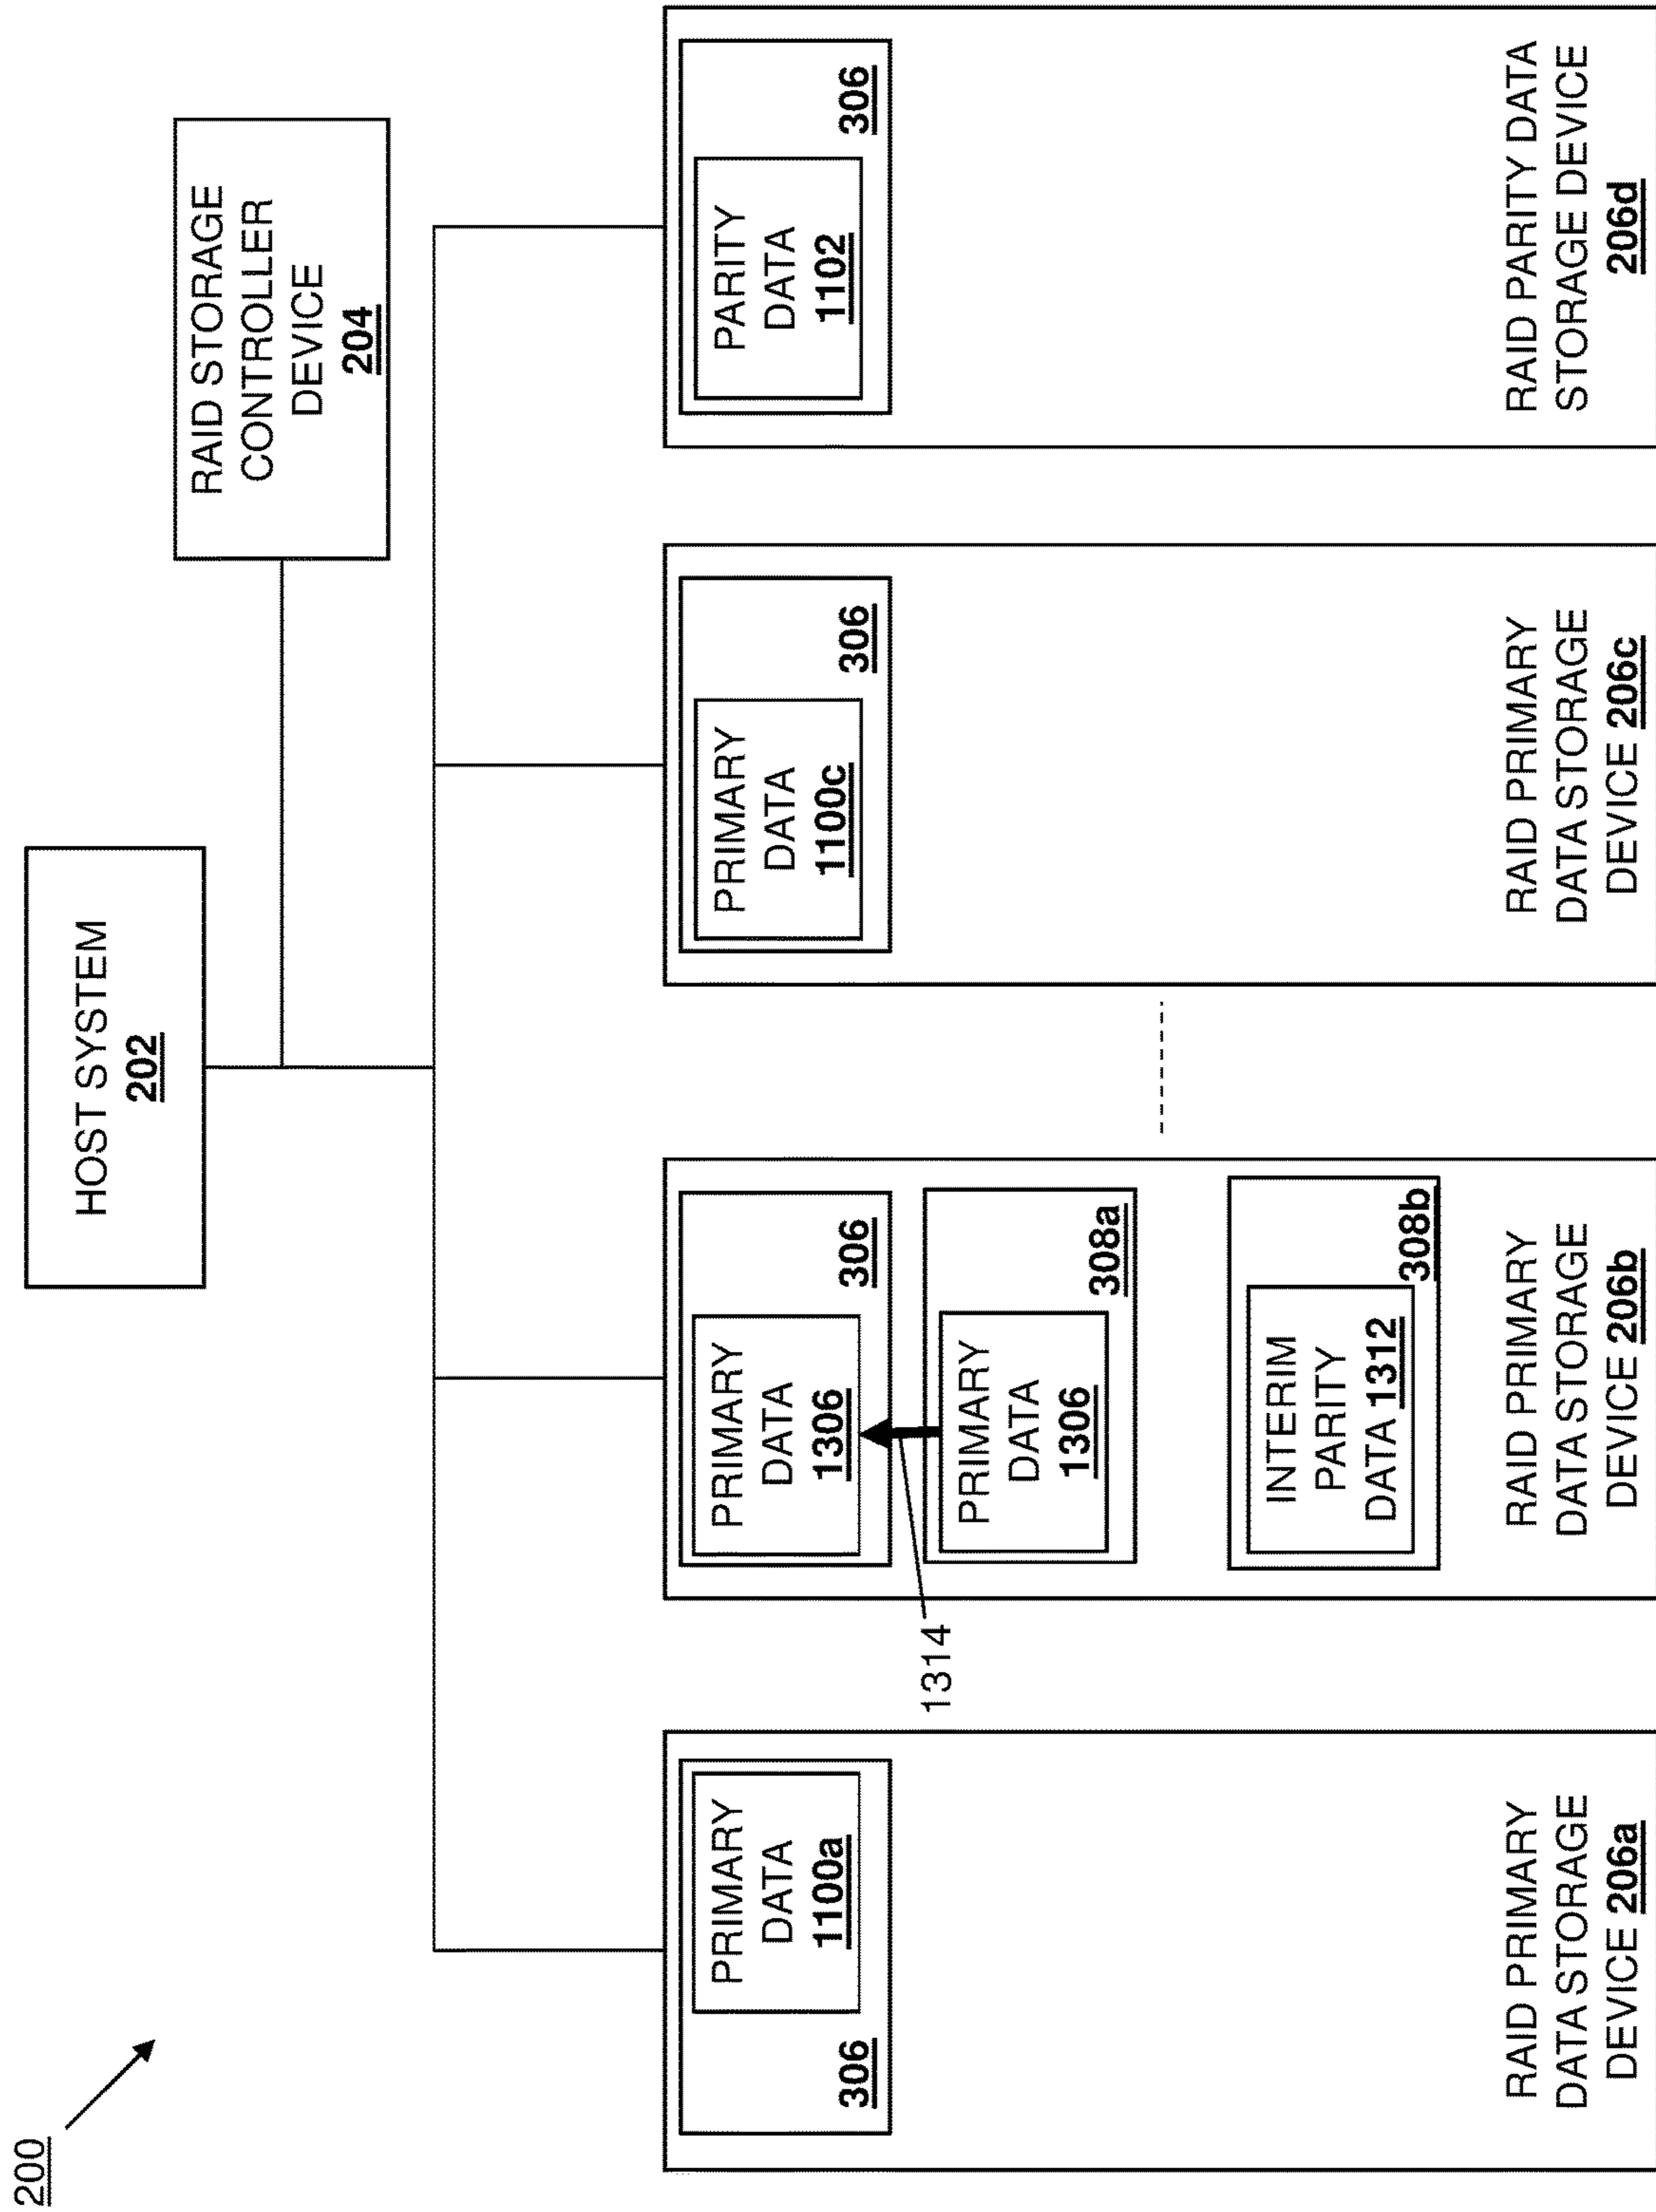 200
HOST SYSTEM
202
RAID STORAGE
CONTROLLER
DEVICE
204
306
PRIMARY
DATA
1100a
RAID PRIMARY
DATA STORAGE
DEVICE 206a
1314
PRIMARY
DATA
1306
306
PRIMARY
DATA
1306
308a
INTERIM
PARITY
DATA 1312
308b
RAID PRIMARY
DATA STORAGE
DEVICE 206b
PRIMARY
DATA
1100c
306
RAID PRIMARY
DATA STORAGE
DEVICE 206c
PARITY
DATA
1102
306
RAID PARITY DATA
STORAGE DEVICE
206d